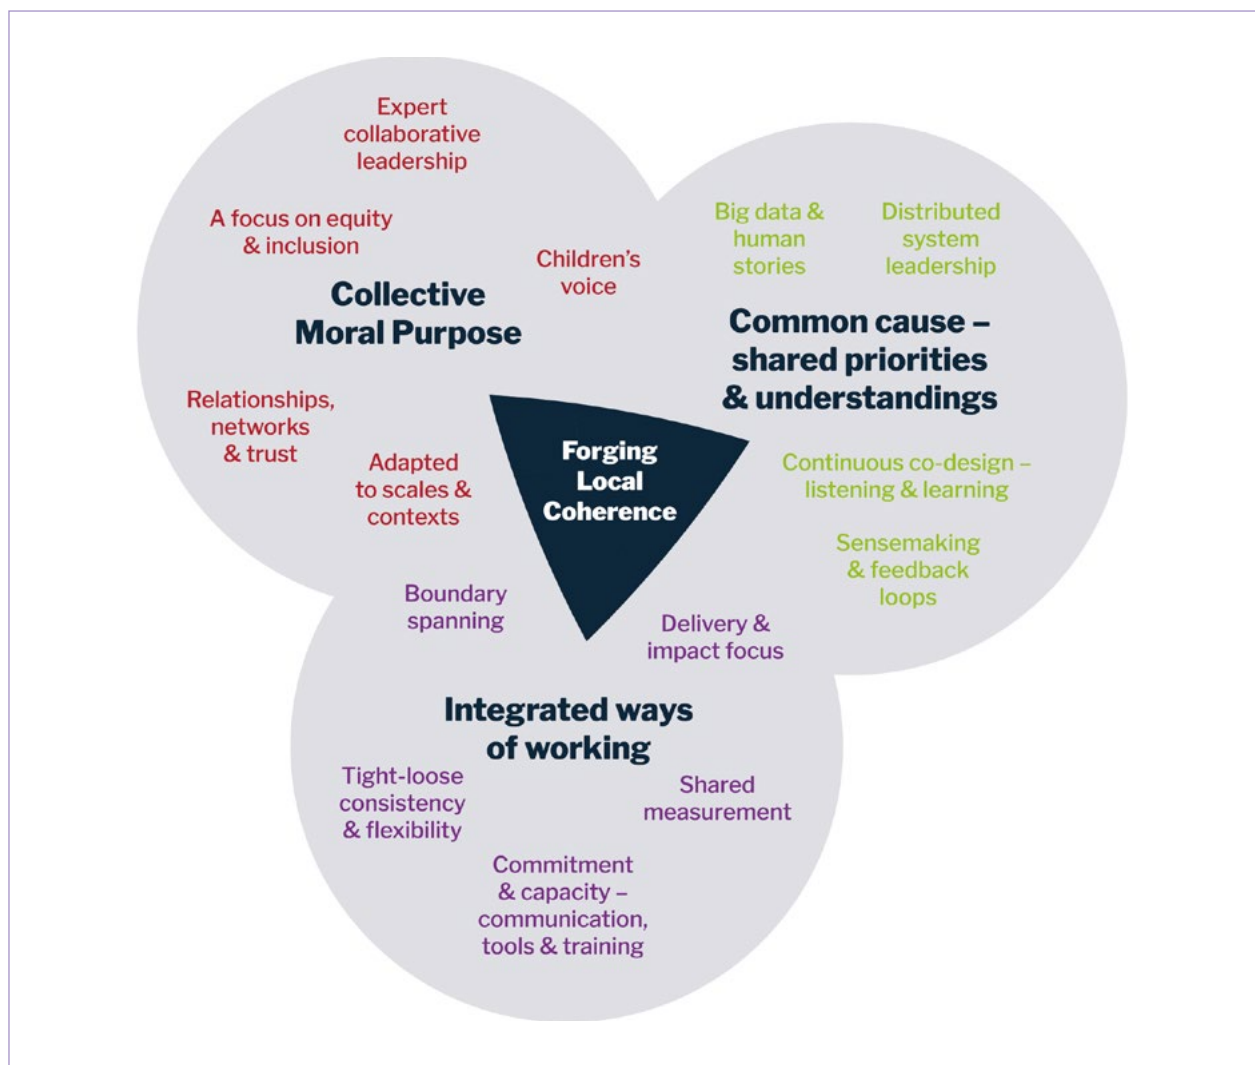 Expert
collaborative
leadership
A focus on equity
& inclusion
Children’s
voice
Collective
Moral Purpose
Relationships,
networks
& trust
Adapted
to scales &
contexts
Big data &
human
stories
Distributed
system
leadership
Common cause –
shared priorities
& understandings
Continuous co-design –
listening & learning
Sensemaking
& feedback
loops
Forging
Local
Coherence
Boundary
spanning
Delivery &
impact focus
Integrated ways
of working
Tight-loose
consistency
& flexibility
Shared
measurement
Commitment
& capacity –
communication,
tools & training